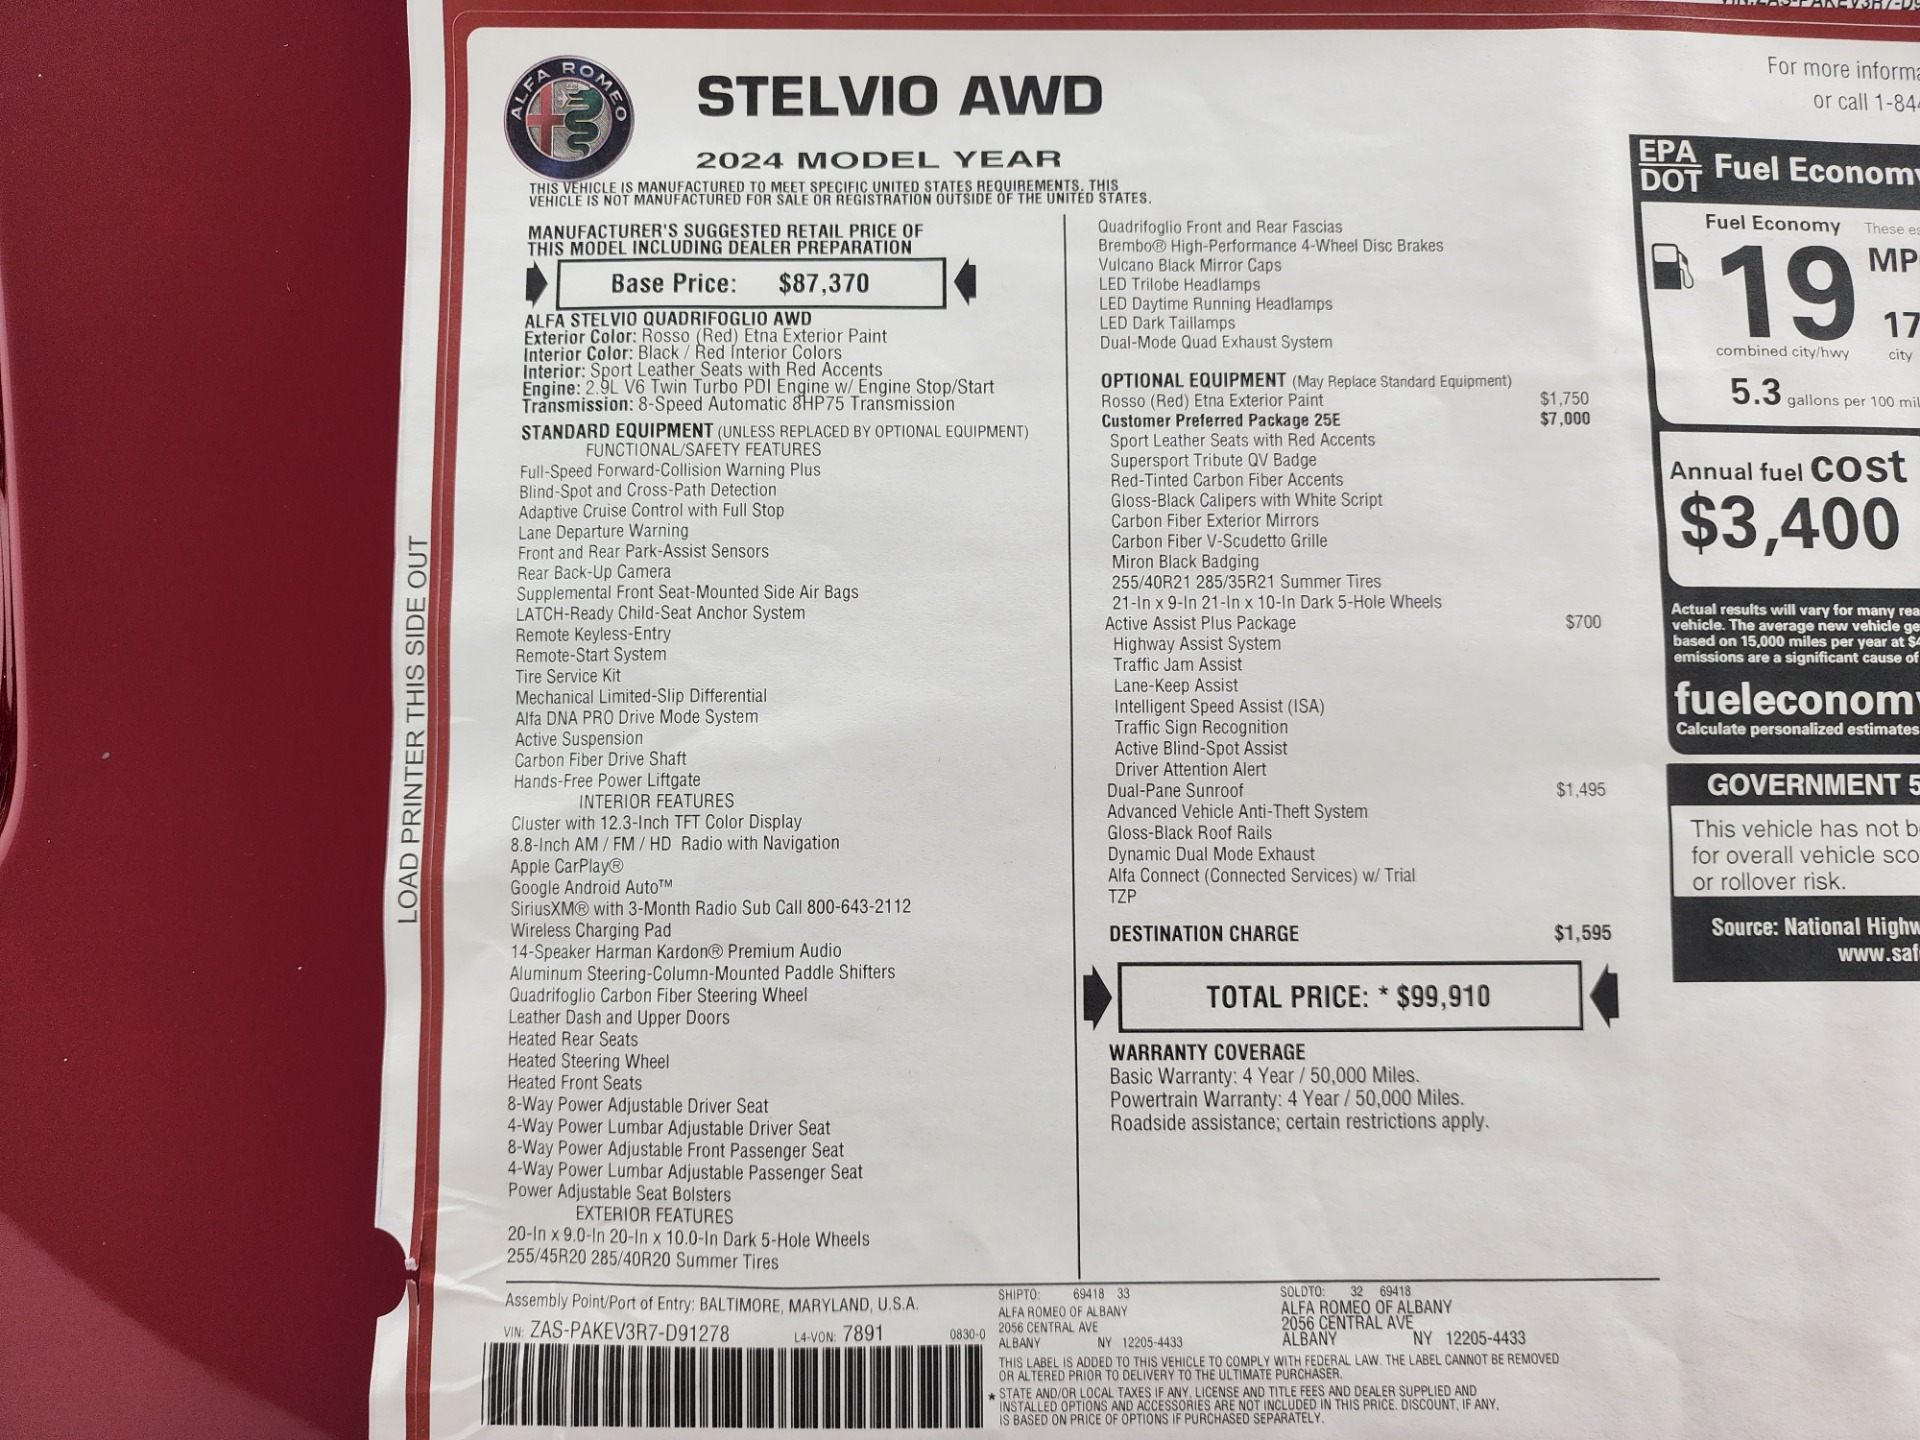 ALFA ROMEO
STELVIO AWD
2024 MODEL YEAR
THIS VEHICLE IS MANUFACTURED TO MEET SPECIFIC UNITED STATES REQUIREMENTS. THIS
VEHICLE IS NOT MANUFACTURED FOR SALE OR REGISTRATION OUTSIDE OF THE UNITED STATES.
MANUFACTURER'S SUGGESTED RETAIL PRICE OF
THIS MODEL INCLUDING DEALER PREPARATION
Base Price: $87,370
ALFA STELVIO QUADRIFOGLIO AWD
Exterior Color: Rosso (Red) Etna Exterior Paint
Interior Color: Black / Red Interior Colors
Interior: Sport Leather Seats with Red Accents
Engine: 2.9L V6 Twin Turbo PDI Engine w/ Engine Stop/Start
Transmission: 8-Speed Automatic 8HP75 Transmission
STANDARD EQUIPMENT (UNLESS REPLACED BY OPTIONAL EQUIPMENT)
FUNCTIONAL/SAFETY FEATURES
Full-Speed Forward-Collision Warning Plus
Blind-Spot and Cross-Path Detection
Adaptive Cruise Control with Full Stop
Lane Departure Warning
Front and Rear Park-Assist Sensors
Rear Back-Up Camera
Supplemental Front Seat-Mounted Side Air Bags
LATCH-Ready Child-Seat Anchor System
Remote Keyless-Entry
Remote-Start System
Tire Service Kit
Mechanical Limited-Slip Differential
Alfa DNA PRO Drive Mode System
Active Suspension
Carbon Fiber Drive Shaft
Hands-Free Power Liftgate
INTERIOR FEATURES
Cluster with 12.3-Inch TFT Color Display
8.8-Inch AM / FM / HD Radio with Navigation
Apple CarPlay®
Google Android Auto™
SiriusXM® with 3-Month Radio Sub Call 800-643-2112
Wireless Charging Pad
14-Speaker Harman Kardon® Premium Audio
Aluminum Steering-Column-Mounted Paddle Shifters
Quadrifoglio Carbon Fiber Steering Wheel
Leather Dash and Upper Doors
Heated Rear Seats
Heated Steering Wheel
Heated Front Seats
8-Way Power Adjustable Driver Seat
4-Way Power Lumbar Adjustable Driver Seat
8-Way Power Adjustable Front Passenger Seat
4-Way Power Lumbar Adjustable Passenger Seat
Power Adjustable Seat Bolsters
EXTERIOR FEATURES
20-In x 9.0-In 20-In x 10.0-In Dark 5-Hole Wheels
255/45R20 285/40R20 Summer Tires
Quadrifoglio Front and Rear Fascias
Brembo® High-Performance 4-Wheel Disc Brakes
Vulcano Black Mirror Caps
LED Trilobe Headlamps
LED Daytime Running Headlamps
LED Dark Taillamps
Dual-Mode Quad Exhaust System
OPTIONAL EQUIPMENT (May Replace Standard Equipment)
Rosso (Red) Etna Exterior Paint $1,750
Customer Preferred Package 25E $7,000
Sport Leather Seats with Red Accents
Supersport Tribute QV Badge
Red-Tinted Carbon Fiber Accents
Gloss-Black Calipers with White Script
Carbon Fiber Exterior Mirrors
Carbon Fiber V-Scudetto Grille
Miron Black Badging
255/40R21 285/35R21 Summer Tires
21-In x 9-In 21-In x 10-In Dark 5-Hole Wheels
Active Assist Plus Package $700
Highway Assist System
Traffic Jam Assist
Lane-Keep Assist
Intelligent Speed Assist (ISA)
Traffic Sign Recognition
Active Blind-Spot Assist
Driver Attention Alert
Dual-Pane Sunroof $1,495
Advanced Vehicle Anti-Theft System
Gloss-Black Roof Rails
Dynamic Dual Mode Exhaust
Alfa Connect (Connected Services) w/ Trial
TZP
DESTINATION CHARGE $1,595
TOTAL PRICE: * $99,910
WARRANTY COVERAGE
Basic Warranty: 4 Year / 50,000 Miles.
Powertrain Warranty: 4 Year / 50,000 Miles.
Roadside assistance; certain restrictions apply.
Assembly Point/Port of Entry: BALTIMORE, MARYLAND, U.S.A.
VIN: ZAS-PAKEV3R7-D91278 L4-VON: 7891 0830-0
SHIPTO: 69418 33
ALFA ROMEO OF ALBANY
2056 CENTRAL AVE
ALBANY NY 12205-4433
SOLDTO: 32 69418
ALFA ROMEO OF ALBANY
2056 CENTRAL AVE
ALBANY NY 12205-4433
THIS LABEL IS ADDED TO THIS VEHICLE TO COMPLY WITH FEDERAL LAW. THE LABEL CANNOT BE REMOVED
OR ALTERED PRIOR TO DELIVERY TO THE ULTIMATE PURCHASER.
* STATE AND/OR LOCAL TAXES IF ANY, LICENSE AND TITLE FEES AND DEALER SUPPLIED AND
INSTALLED OPTIONS AND ACCESSORIES ARE NOT INCLUDED IN THIS PRICE. DISCOUNT, IF ANY,
IS BASED ON PRICE OF OPTIONS IF PURCHASED SEPARATELY.
LOAD PRINTER THIS SIDE OUT
For more informa
or call 1-84
EPA
DOT
Fuel Economy
Fuel Economy
These es
19
MP
17
combined city/hwy
city
5.3 gallons per 100 mil
Annual fuel cost
$3,400
Actual results will vary for many rea
vehicle. The average new vehicle ge
based on 15,000 miles per year at $
emissions are a significant cause of
fueleconomy
Calculate personalized estimates
GOVERNMENT 5
This vehicle has not b
for overall vehicle sco
or rollover risk.
Source: National Highw
www.saf